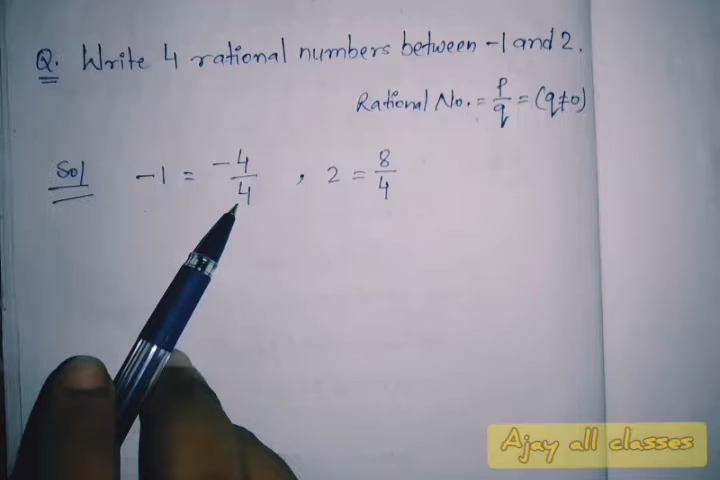 Q. Write 4 rational numbers between -1 and 2.
Rational No. = p/q = (q≠0)
Sol -1 = -4/4 , 2 = 8/4
Ajay all classes